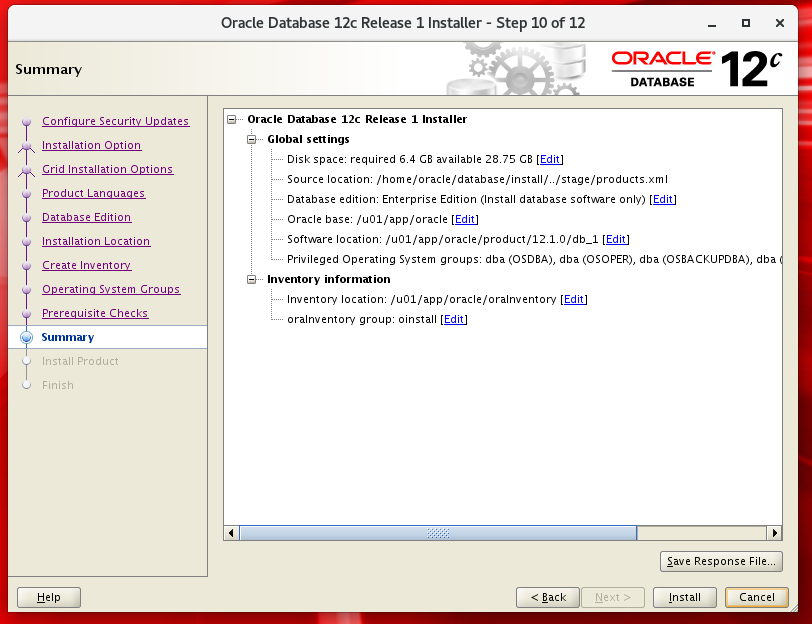 Oracle Database 12c Release 1 Installer - Step 10 of 12
Summary
ORACLE
DATABASE
12c
Configure Security Updates
Installation Option
Grid Installation Options
Product Languages
Database Edition
Installation Location
Create Inventory
Operating System Groups
Prerequisite Checks
Summary
Install Product
Finish
Oracle Database 12c Release 1 Installer
Global settings
Disk space: required 6.4 GB available 28.75 GB [Edit]
Source location: /home/oracle/database/install/../stage/products.xml
Database edition: Enterprise Edition (Install database software only) [Edit]
Oracle base: /u01/app/oracle [Edit]
Software location: /u01/app/oracle/product/12.1.0/db_1 [Edit]
Privileged Operating System groups: dba (OSDBA), dba (OSOPER), dba (OSBACKUPDBA), dba (
Inventory information
Inventory location: /u01/app/oracle/oraInventory [Edit]
oraInventory group: oinstall [Edit]
Save Response File...
Help
< Back
Next >
Install
Cancel